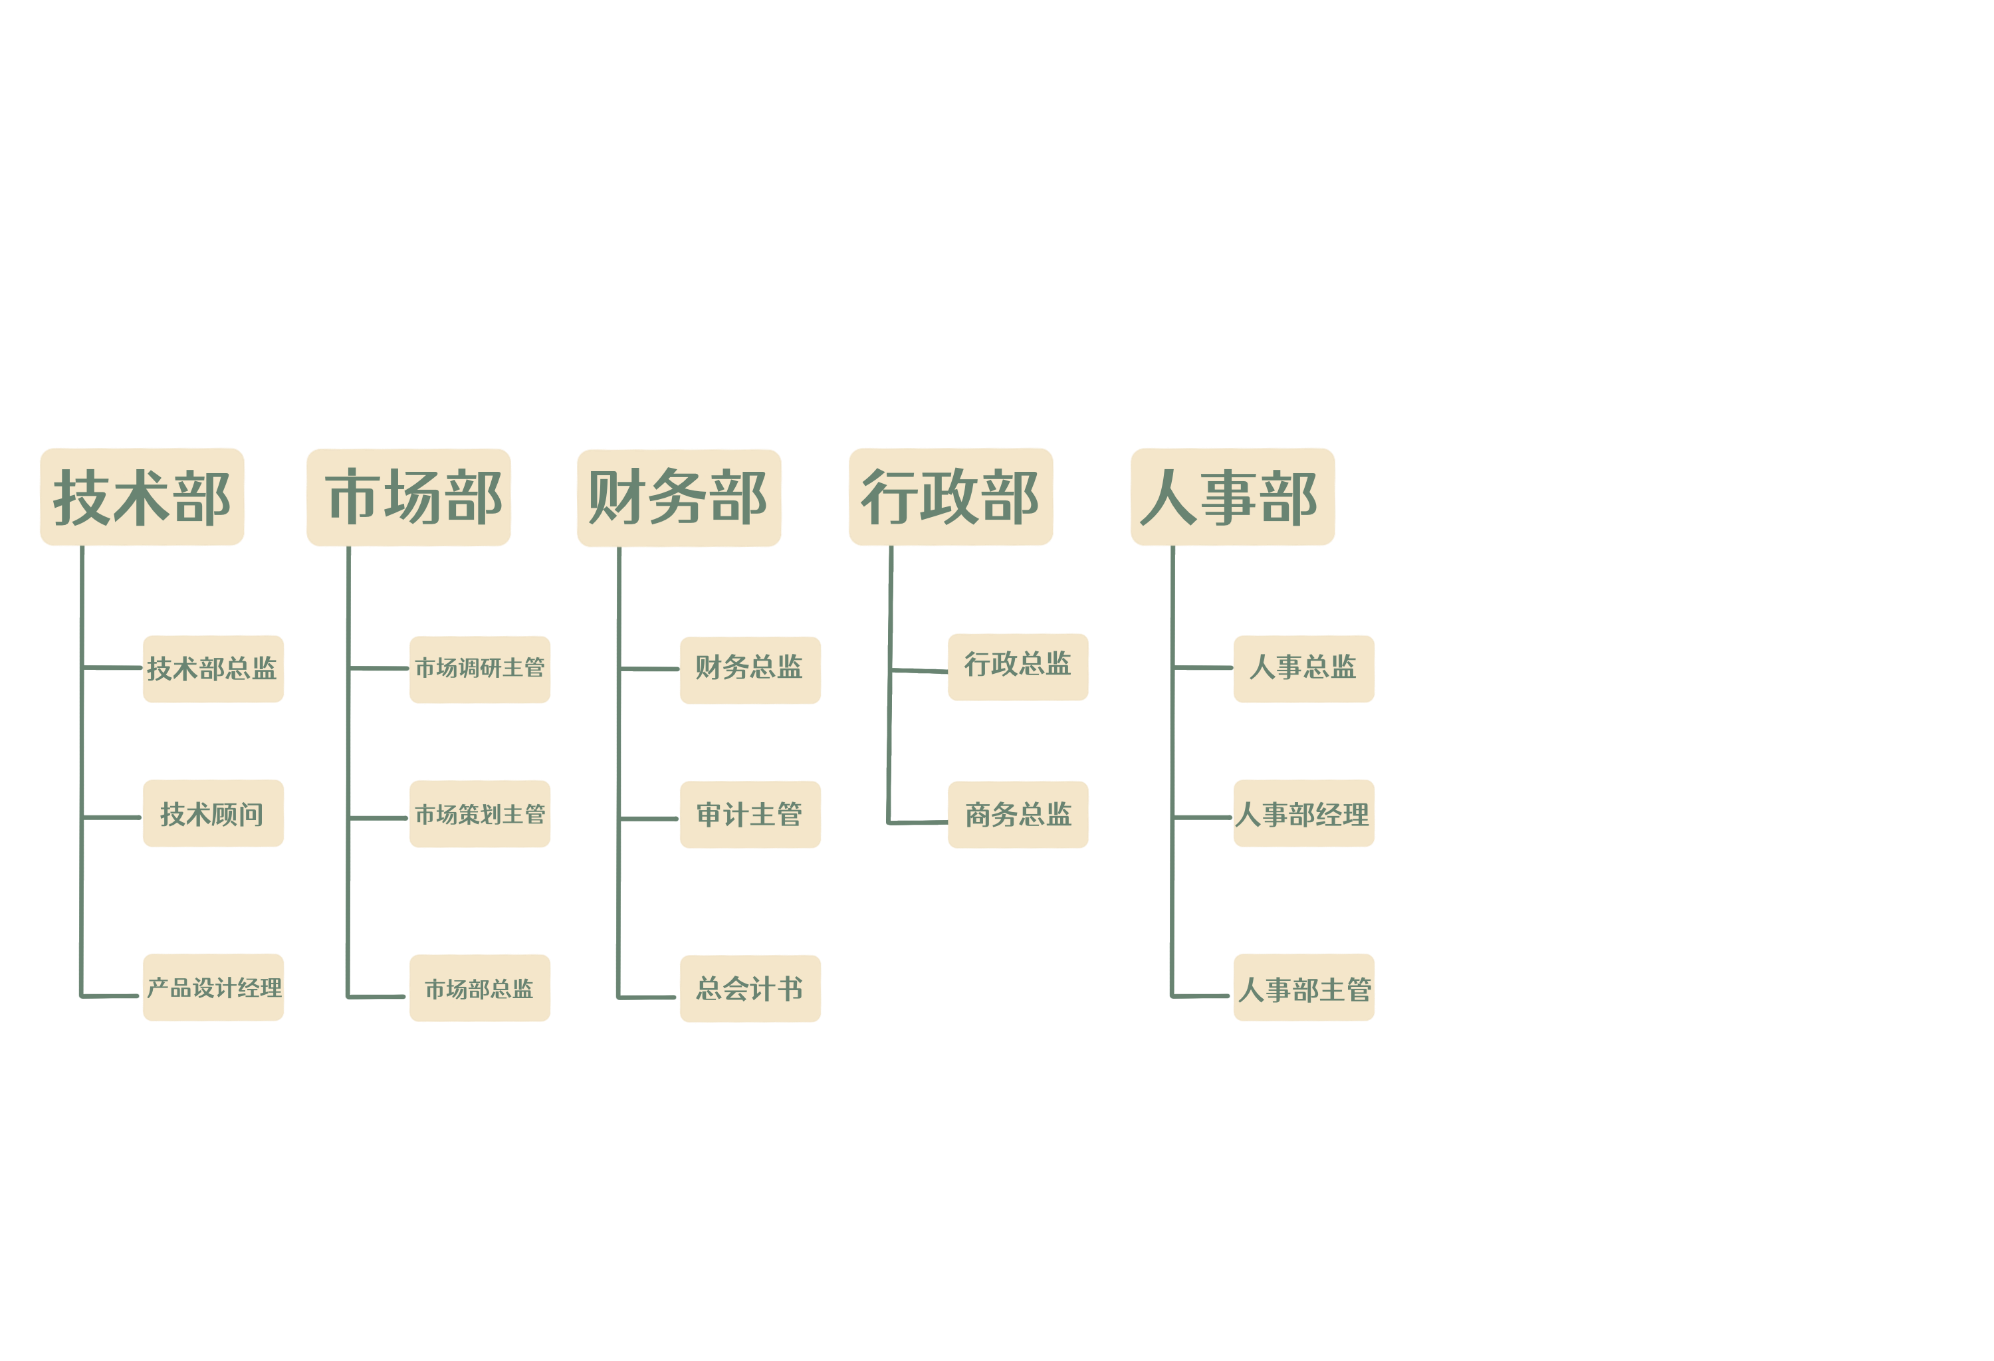 技术部
技术部总监
技术顾问
产品设计经理
市场部
市场调研主管
市场策划主管
市场部总监
财务部
财务总监
审计主管
总会计书
行政部
行政总监
商务总监
人事部
人事总监
人事部经理
人事部主管